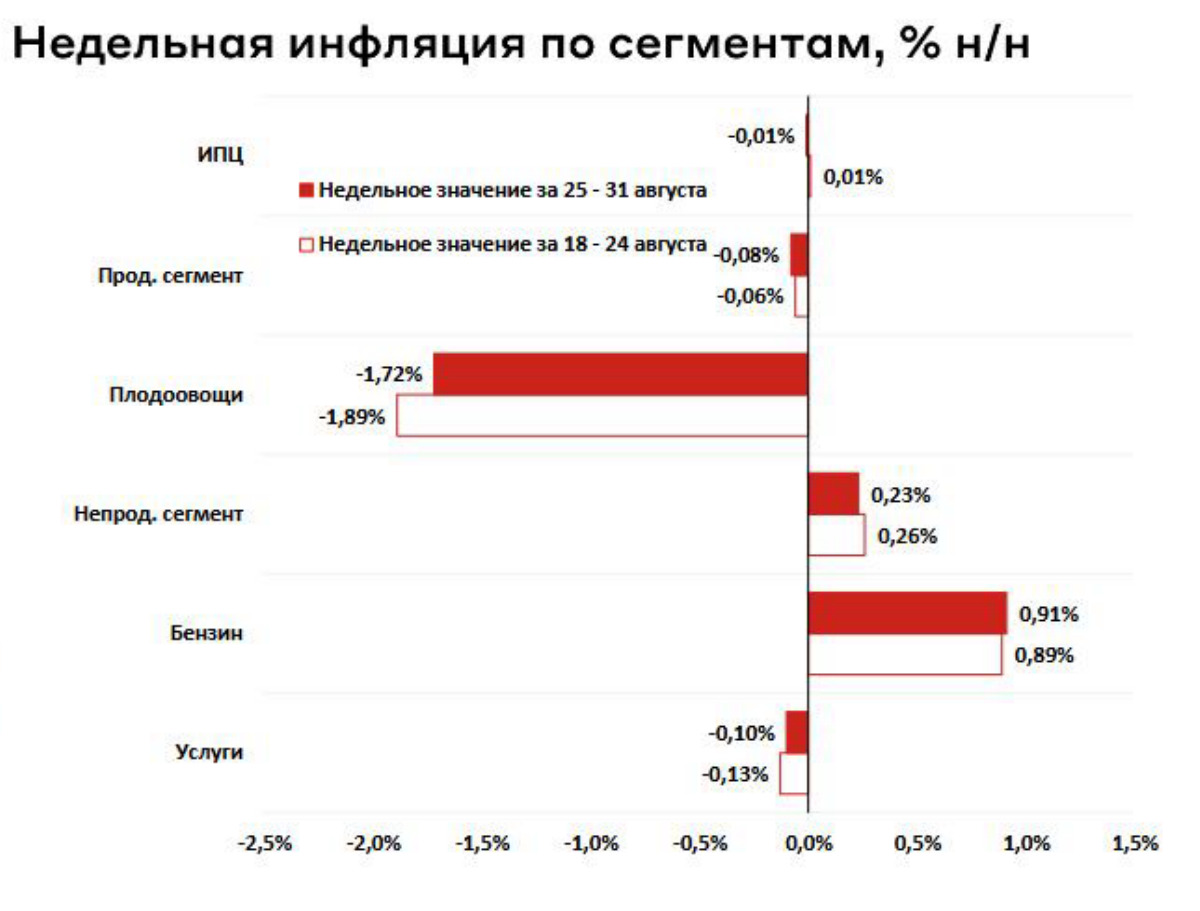 Недельная инфляция по сегментам, % н/н
ИПЦ
-0,01%
0,01%
Недельное значение за 25 - 31 августа
Недельное значение за 18 - 24 августа
Прод. сегмент
-0,08%
-0,06%
Плодоовощи
-1,72%
-1,89%
Непрод. сегмент
0,23%
0,26%
Бензин
0,91%
0,89%
Услуги
-0,10%
-0,13%
-2,5% -2,0% -1,5% -1,0% -0,5% 0,0% 0,5% 1,0% 1,5%